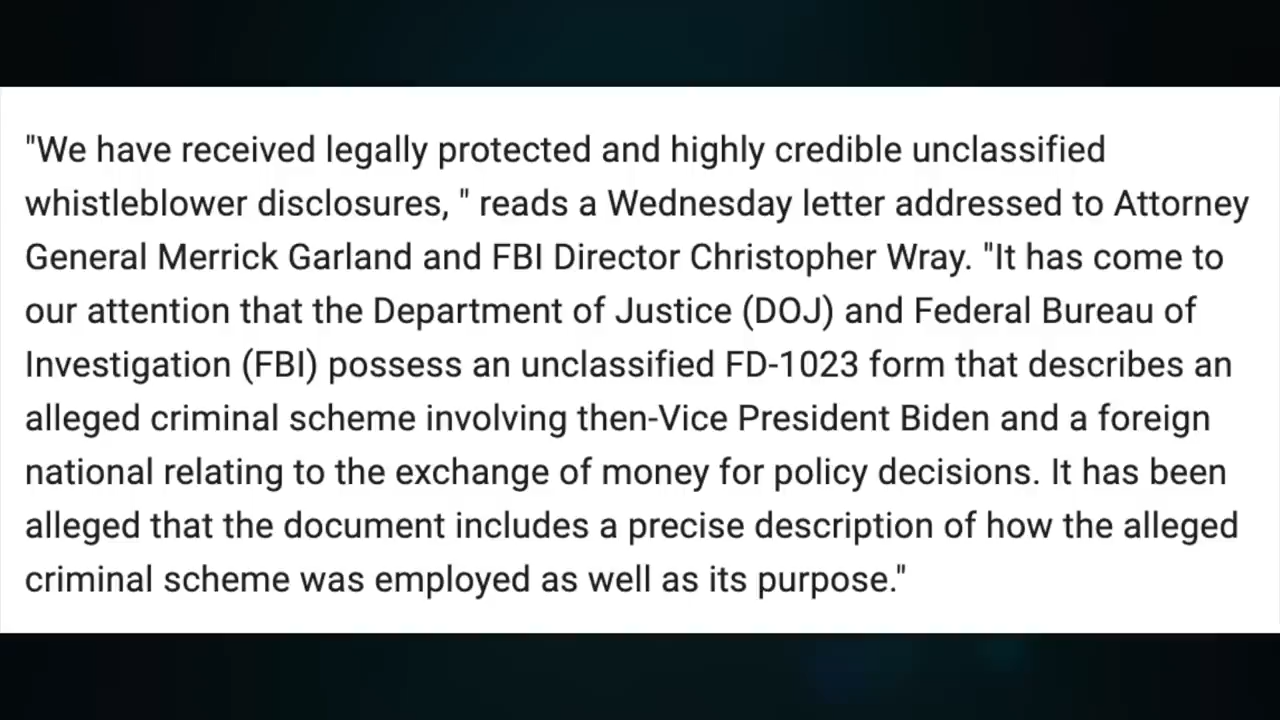 "We have received legally protected and highly credible unclassified
whistleblower disclosures, " reads a Wednesday letter addressed to Attorney
General Merrick Garland and FBI Director Christopher Wray. "It has come to
our attention that the Department of Justice (DOJ) and Federal Bureau of
Investigation (FBI) possess an unclassified FD-1023 form that describes an
alleged criminal scheme involving then-Vice President Biden and a foreign
national relating to the exchange of money for policy decisions. It has been
alleged that the document includes a precise description of how the alleged
criminal scheme was employed as well as its purpose."